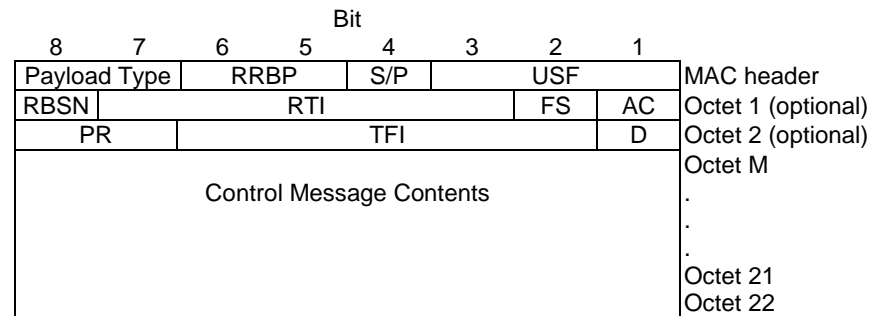 Bit
8 7 6 5 4 3 2 1
Payload Type RRBP S/P USF MAC header
RBSN RTI FS AC Octet 1 (optional)
PR TFI D Octet 2 (optional)
Octet M
Control Message Contents .
.
.
Octet 21
Octet 22